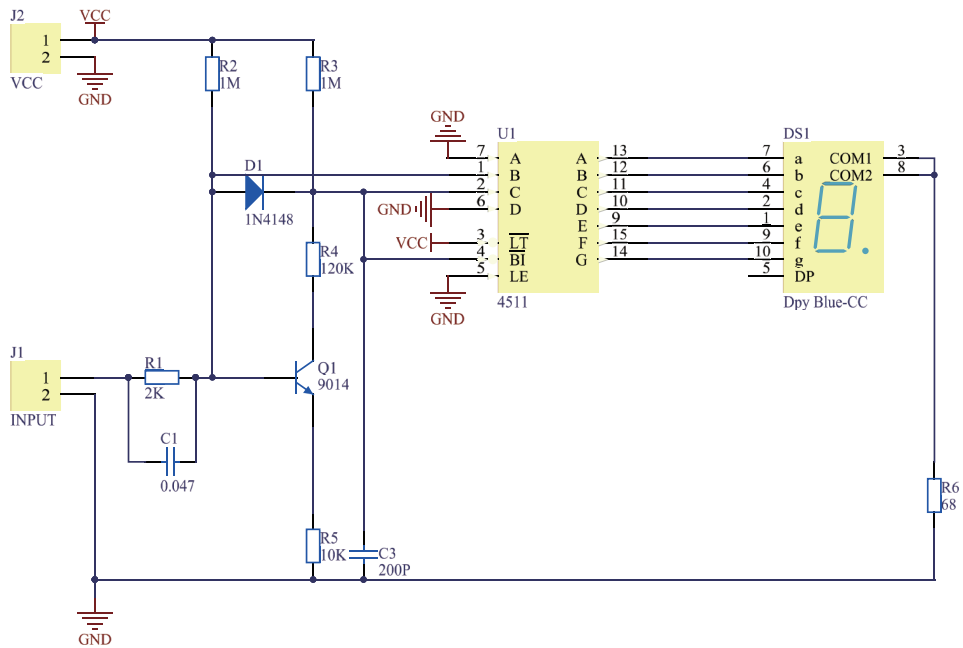 J2
VCC
1
2
VCC
GND
R2
1M
R3
1M
D1
1N4148
R4
120K
Q1
9014
J1
1
2
INPUT
R1
2K
C1
0.047
R5
10K
C3
200P
GND
GND
U1
7 A A 13
1 B B 12
2 C C 11
GND 6 D D 10
E 9
VCC 3 LT F 15
4 BI G 14
5 LE
4511
GND
DS1
7 a COM1 3
6 b COM2 8
4 c
2 d
1 e
9 f
10 g
5 DP
Dpy Blue-CC
R6
68